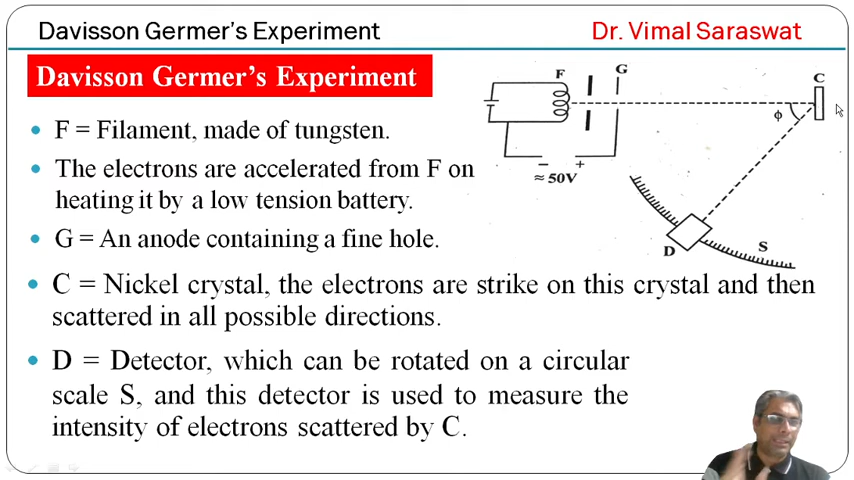 Davisson Germer's Experiment
Dr. Vimal Saraswat
Davisson Germer's Experiment
F = Filament, made of tungsten.
The electrons are accelerated from F on
heating it by a low tension battery.
G = An anode containing a fine hole.
C = Nickel crystal, the electrons are strike on this crystal and then
scattered in all possible directions.
D = Detector, which can be rotated on a circular
scale S, and this detector is used to measure the
intensity of electrons scattered by C.
F
G
C
ϕ
− +
≈ 50V
D
S